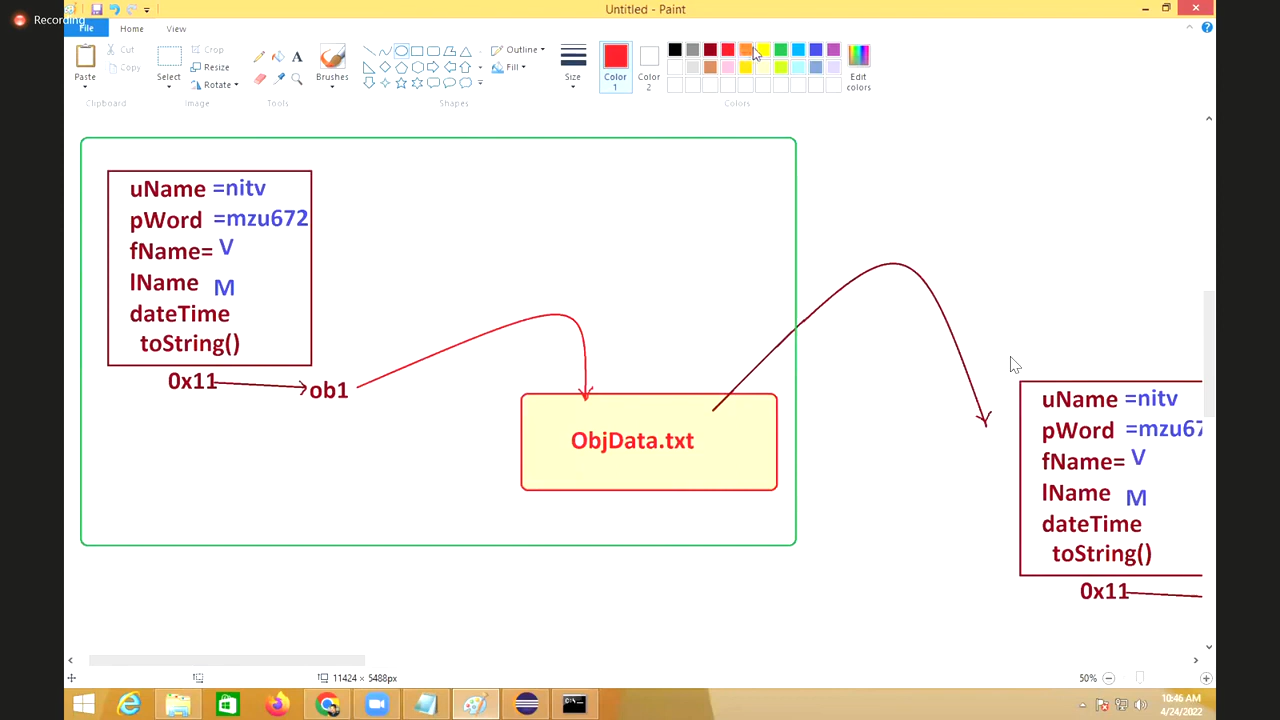 Untitled - Paint
Recording
File
Home
View
Paste
Cut
Copy
Clipboard
Select
Crop
Resize
Rotate
Image
A
Tools
Brushes
Outline
Fill
Shapes
Size
Color
1
Color
2
Edit
colors
Colors
uName =nitv
pWord =mzu672
fName= V
lName M
dateTime
toString()
0x11
ob1
ObjData.txt
uName =nitv
pWord =mzu67
fName= V
lName M
dateTime
toString()
0x11
11424 × 5488px
50%
10:46 AM
4/24/2022